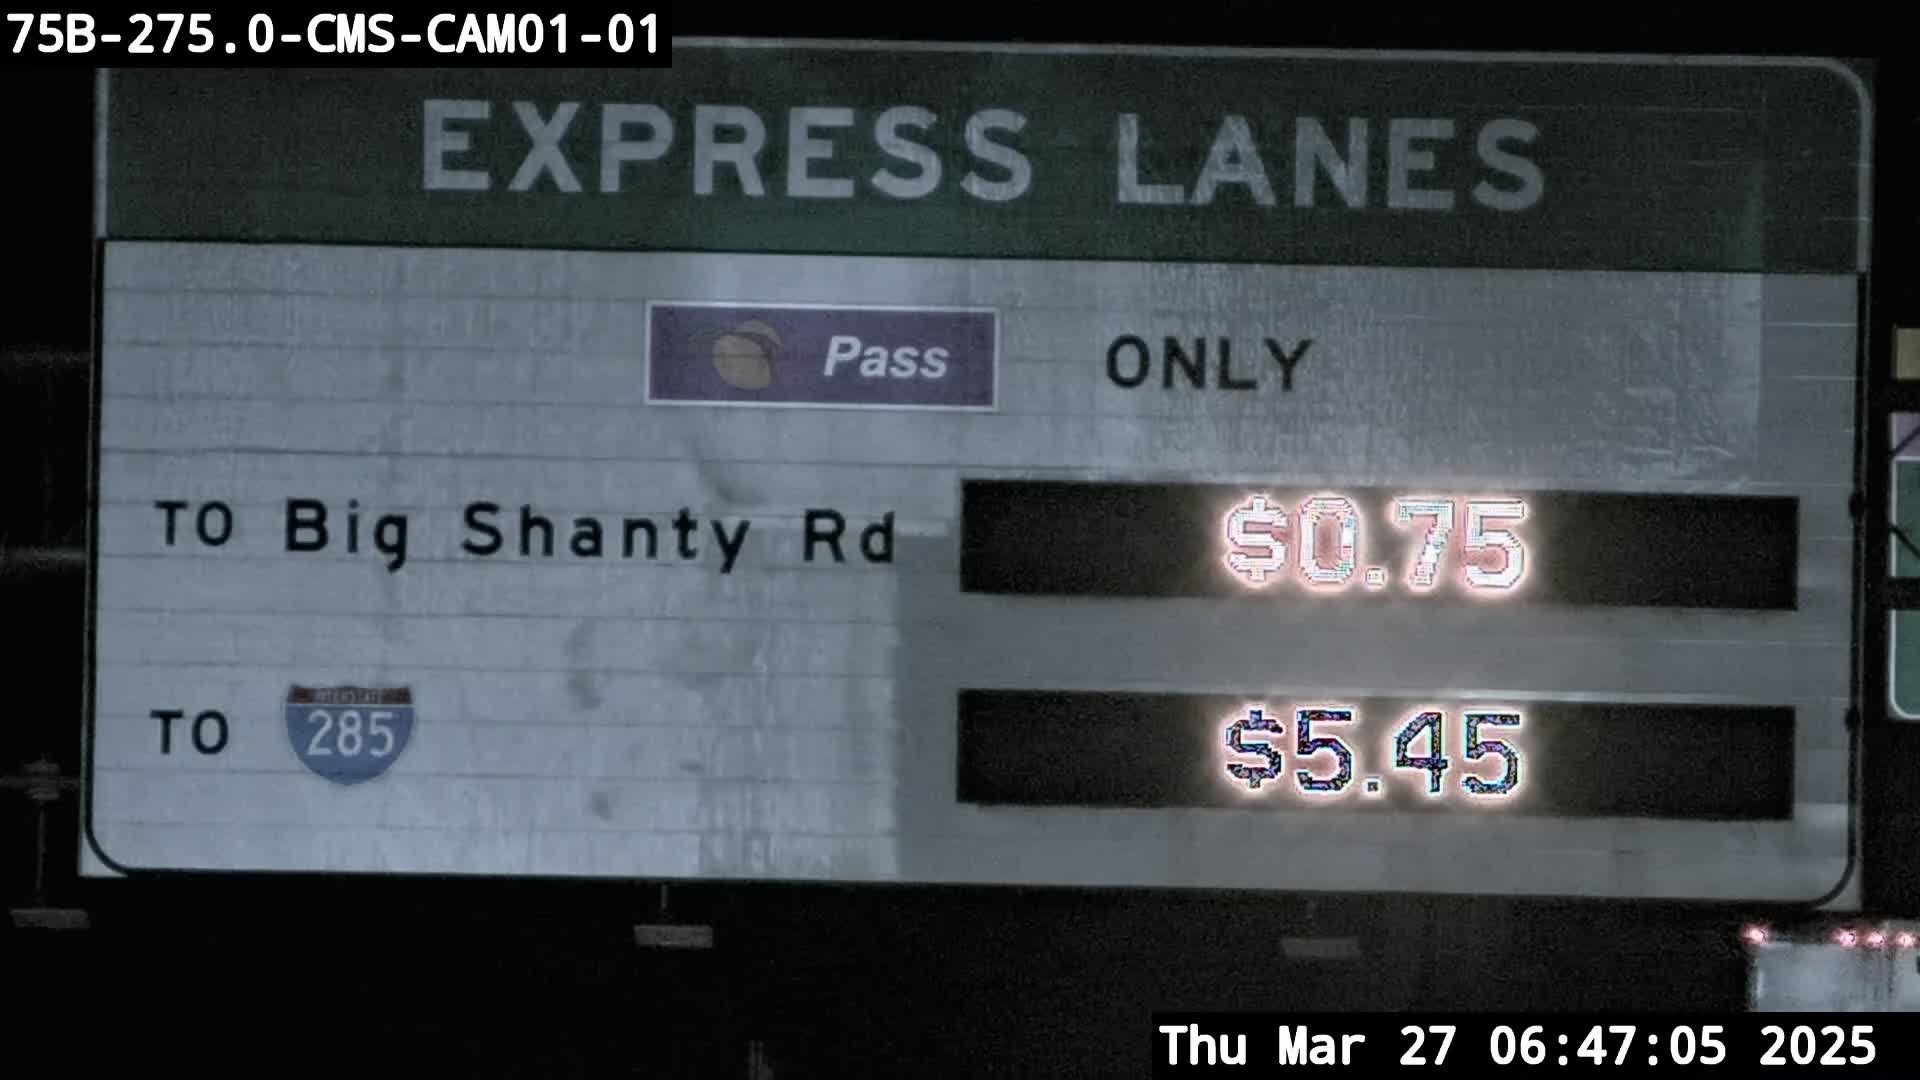 75B-275.0-CMS-CAM01-01
EXPRESS LANES
Pass ONLY
TO Big Shanty Rd $0.75
INTERSTATE
TO 285 $5.45
Thu Mar 27 06:47:05 2025